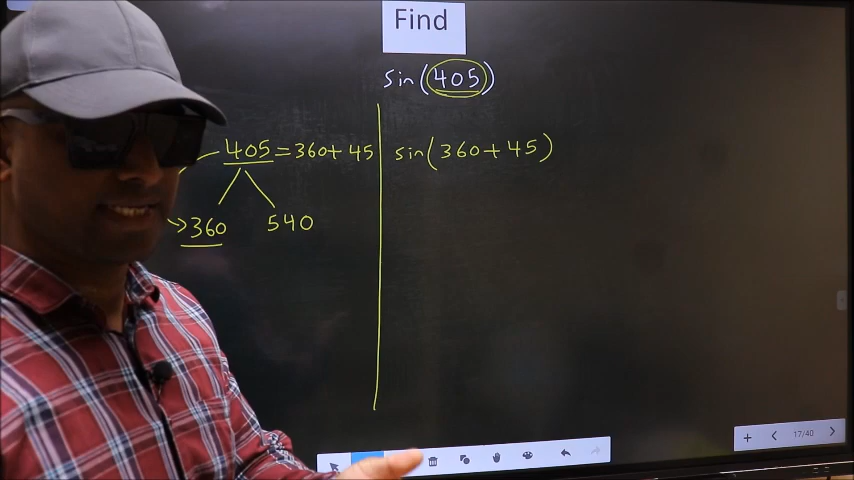 Find
sin(405)
405 = 360 + 45
360 540
sin(360 + 45)
17/40